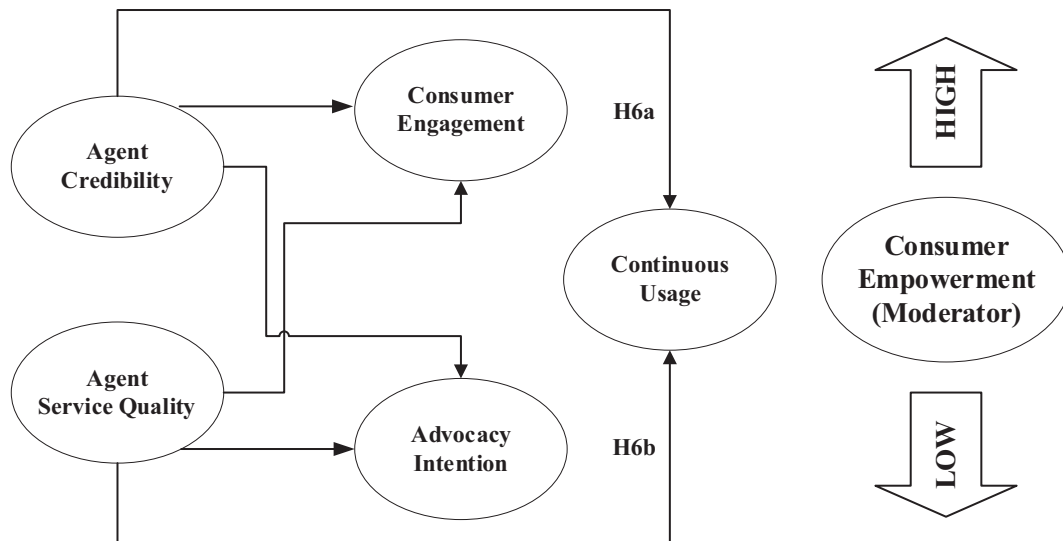 Agent
Credibility
Consumer
Engagement
H6a
HIGH
Continuous
Usage
Consumer
Empowerment
(Moderator)
Agent
Service Quality
Advocacy
Intention
H6b
LOW